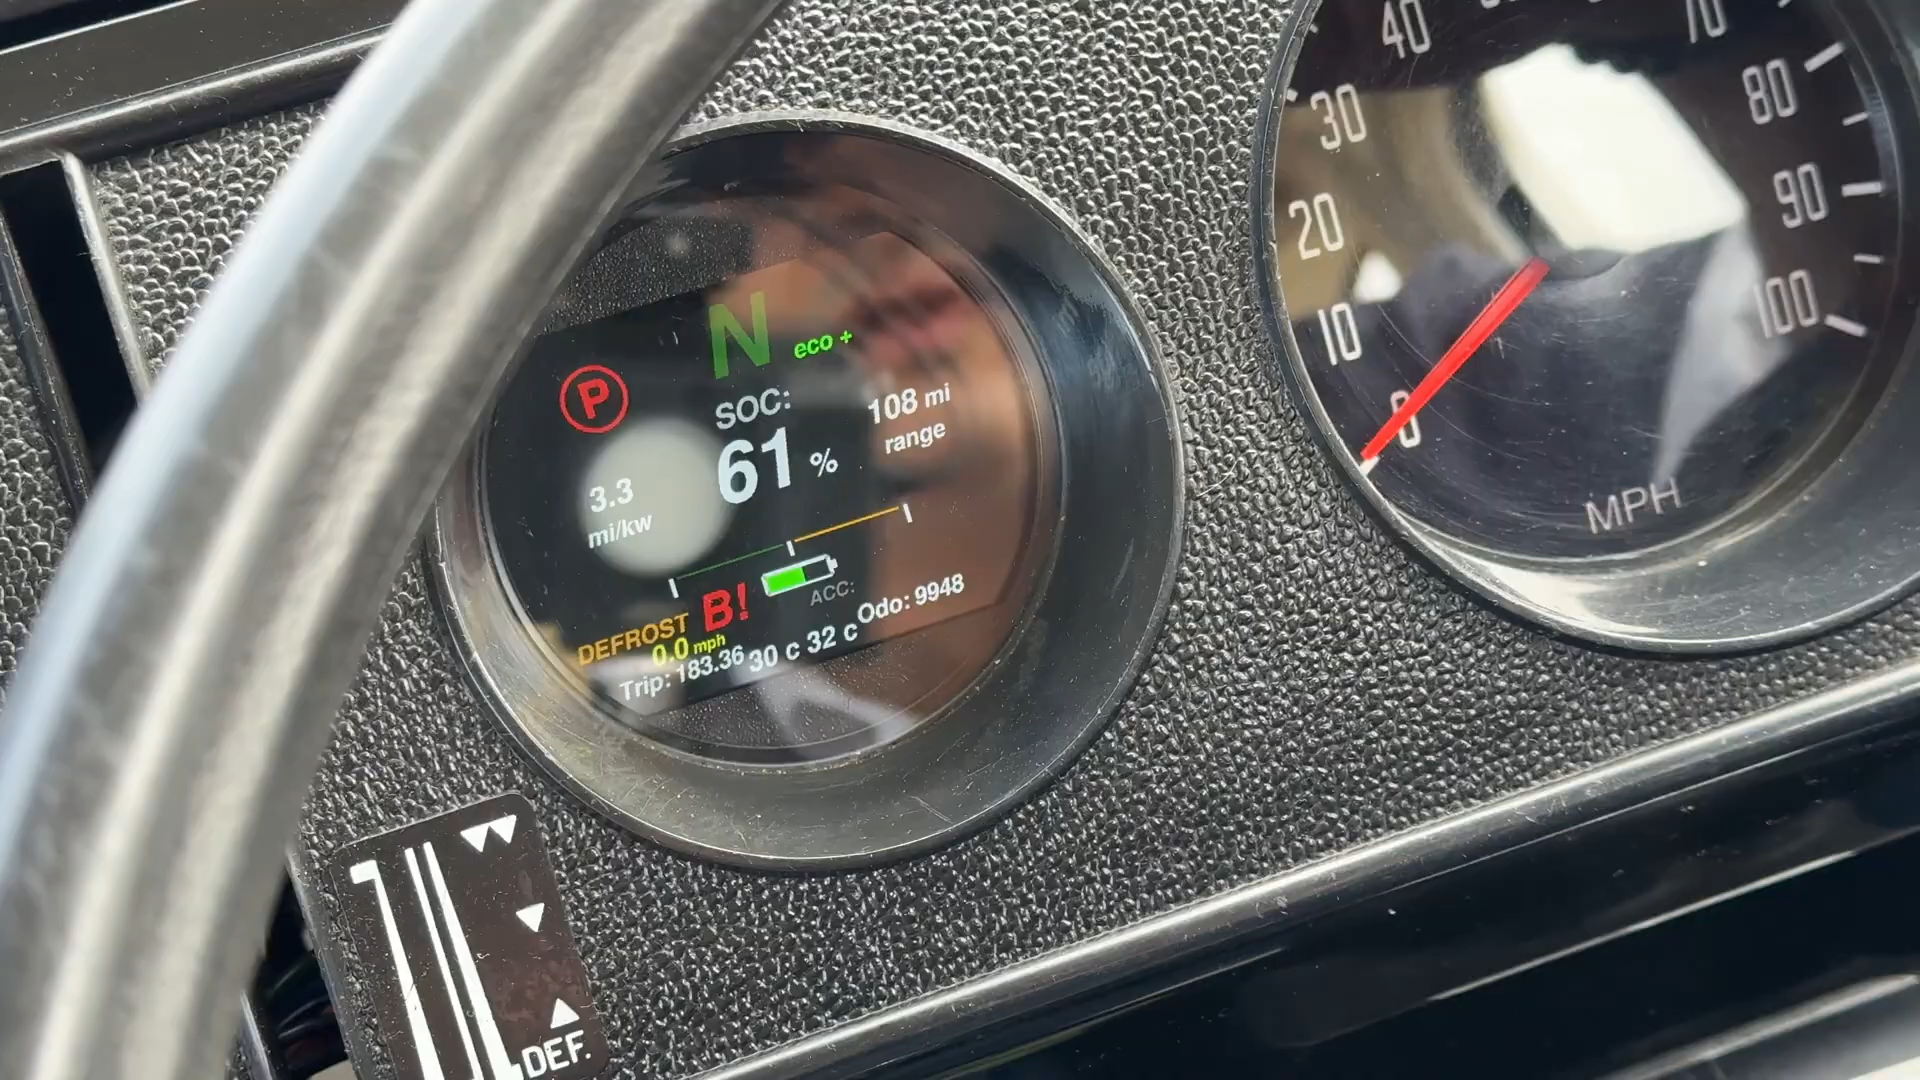 N eco +
P
SOC:
61 %
108 mi
range
3.3
mi/kw
B!
ACC:
DEFROST
0.0 mph
Trip: 183.36
30 c 32 c
Odo: 9948
DEF.
0
10
20
30
40
70
80
90
100
MPH